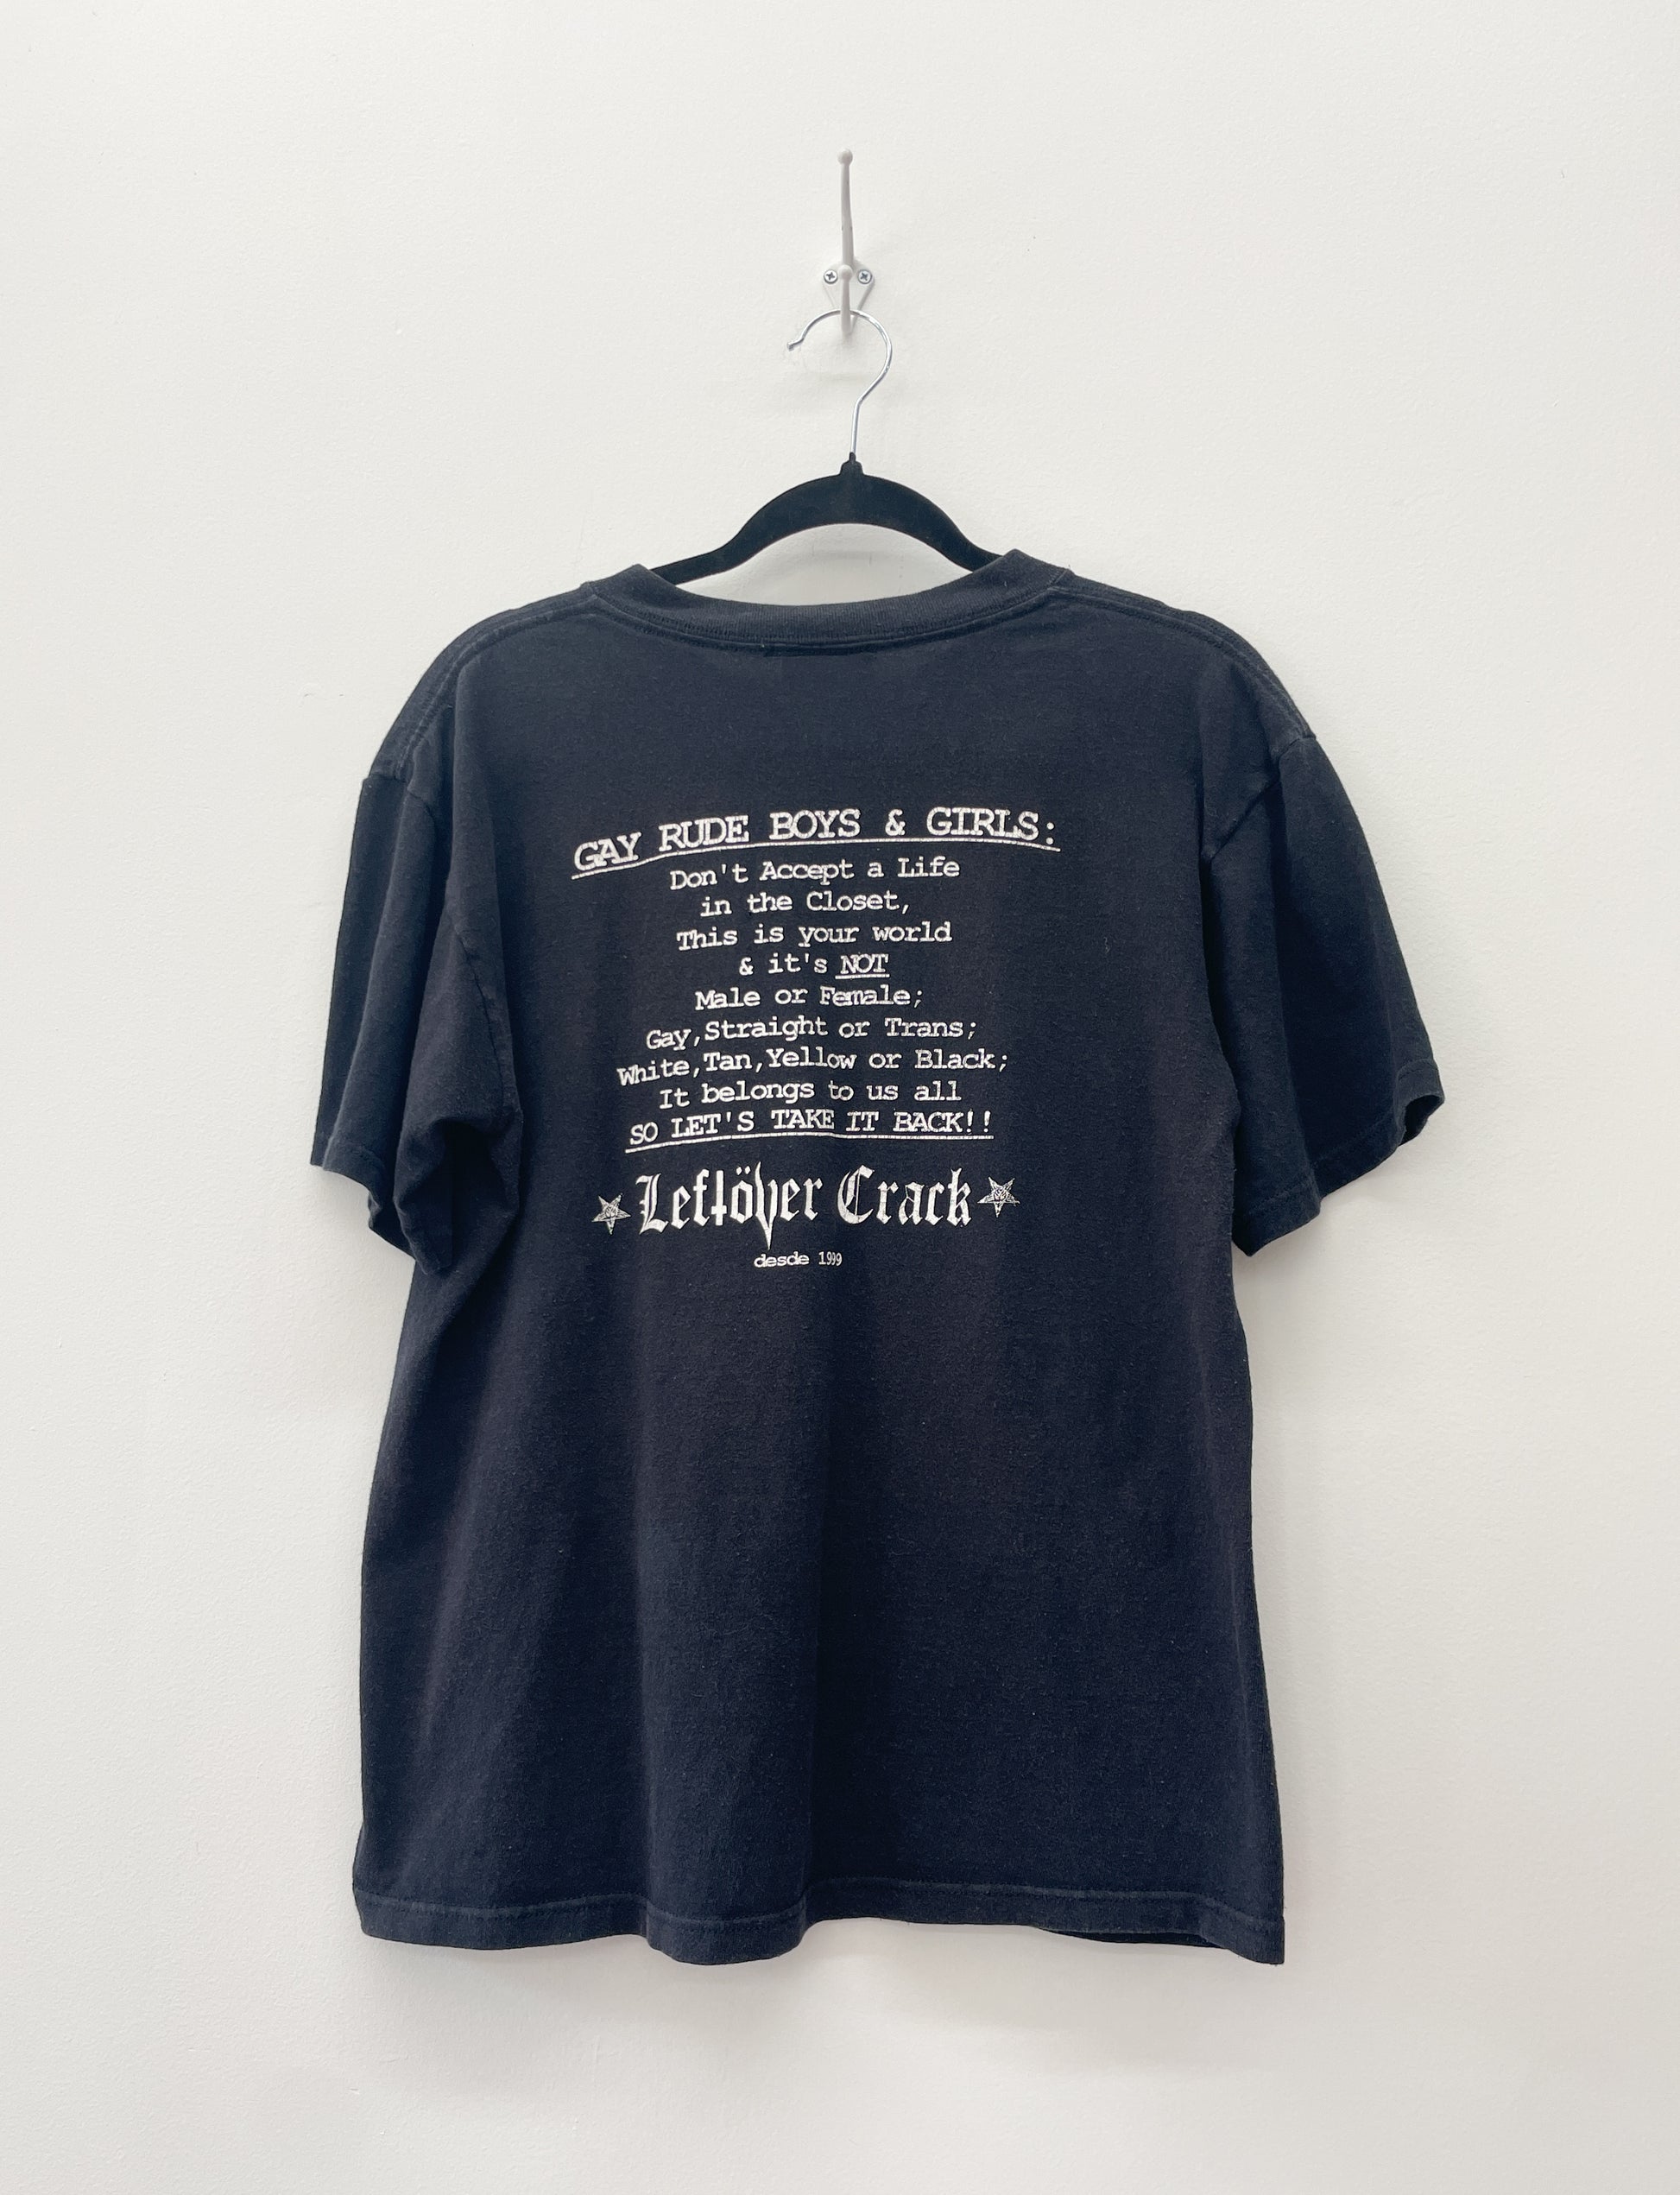 GAY RUDE BOYS & GIRLS:
Don't Accept a Life
in the Closet,
This is your world
& it's NOT
Male or Female;
Gay,Straight or Trans;
White,Tan,Yellow or Black;
It belongs to us all
SO LET'S TAKE IT BACK!!
Leftöver Crack
desde 1999